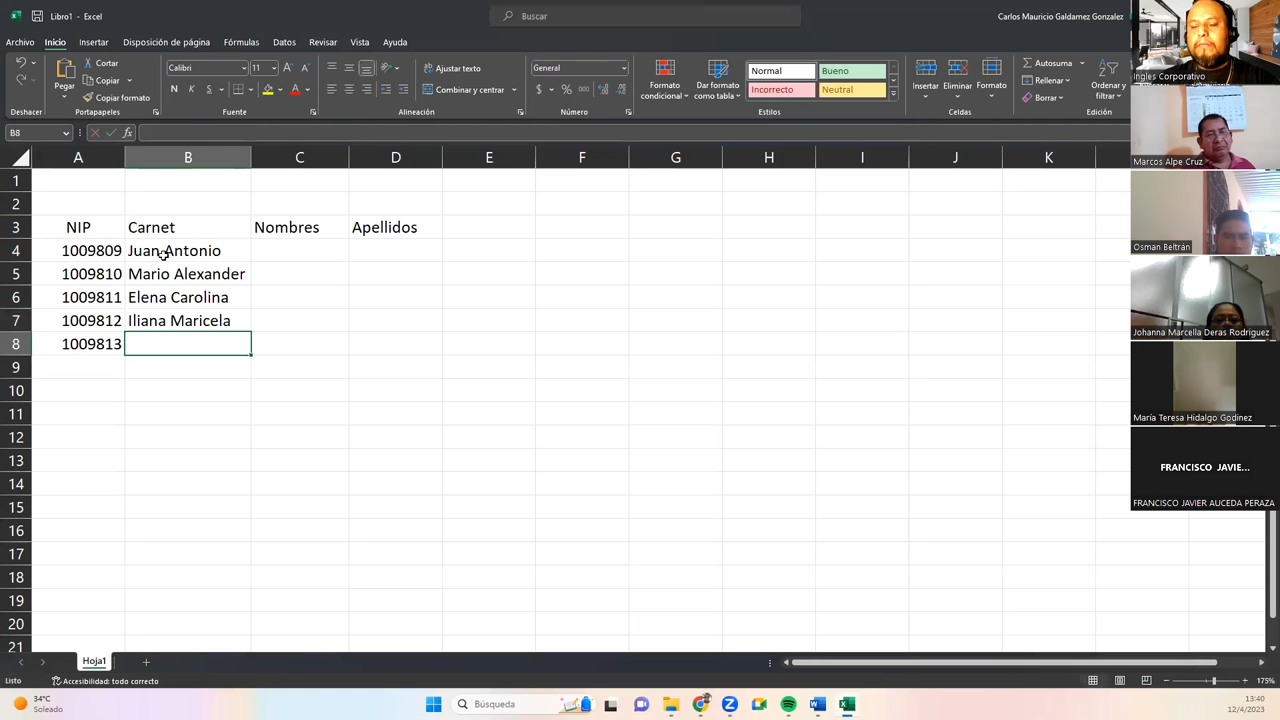 Libro1
Buscar
Carlos Mauricio Galdamez Gonzalez
Archivo Inicio Insertar Disposición de página Fórmulas Datos Revisar Vista Ayuda
Pegar
Cortar
Copiar
Copiar formato
Calibri 11
N K S
Ajustar texto
General
Formato condicional
Dar formato como tabla
Normal Bueno
Incorrecto Neutral
Insertar Eliminar Formato
Autosuma
Rellenar
Borrar
Ordenar y
Deshacer Portapapeles Fuente Alineación Número Estilos Celdas Edición
B8 fx
A B C D E F G H I J K
1
2
3 NIP Carnet Nombres Apellidos
4 1009809 Juan Antonio
5 1009810 Mario Alexander
6 1009811 Elena Carolina
7 1009812 Iliana Maricela
8 1009813
9
10
11
12
13
14
15
16
17
18
19
20
21
Ingles Corporativo
Marcos Alpe Cruz
Osman Beltrán
Johanna Marcella Deras Rodriguez
María Teresa Hidalgo Godinez
FRANCISCO JAVIE...
FRANCISCO JAVIER AUCEDA PERAZA
Hoja1
Listo
Accesibilidad: todo correcto
175%
34°C
Soleado
Búsqueda
13:40
12/4/2023